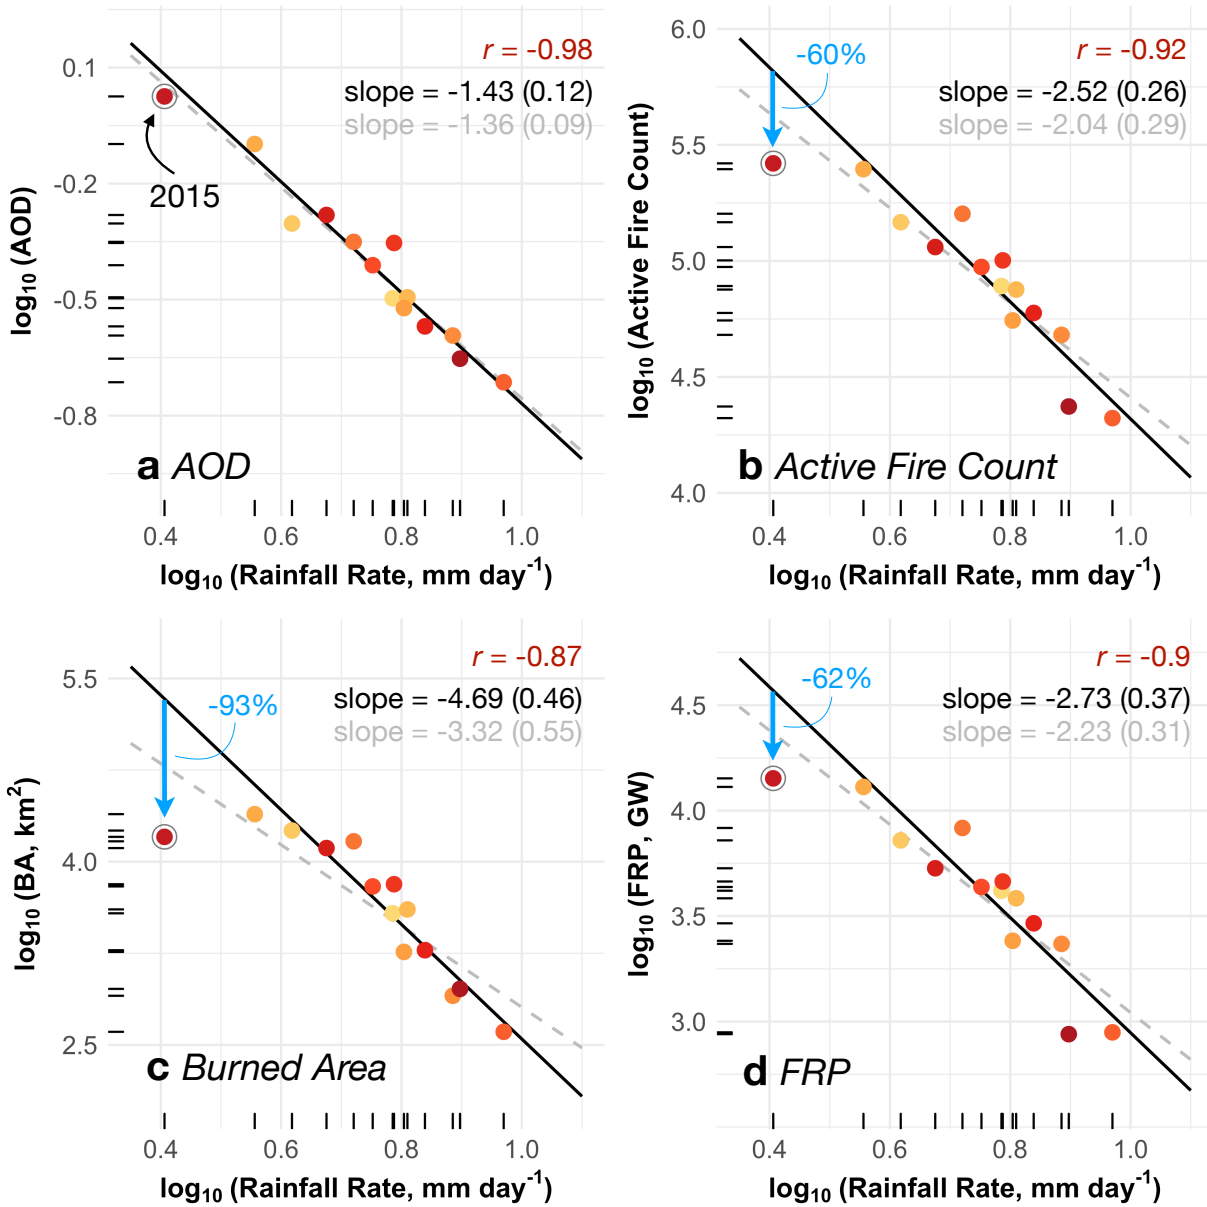 r = -0.98
slope = -1.43 (0.12)
slope = -1.36 (0.09)
2015
0.1
-0.2
-0.5
-0.8
log10 (AOD)
a AOD
0.4 0.6 0.8 1.0
log10 (Rainfall Rate, mm day-1)
r = -0.92
slope = -2.52 (0.26)
slope = -2.04 (0.29)
-60%
6.0
5.5
5.0
4.5
4.0
log10 (Active Fire Count)
b Active Fire Count
0.4 0.6 0.8 1.0
log10 (Rainfall Rate, mm day-1)
r = -0.87
slope = -4.69 (0.46)
slope = -3.32 (0.55)
-93%
5.5
4.0
2.5
log10 (BA, km2)
c Burned Area
0.4 0.6 0.8 1.0
log10 (Rainfall Rate, mm day-1)
r = -0.9
slope = -2.73 (0.37)
slope = -2.23 (0.31)
-62%
4.5
4.0
3.5
3.0
log10 (FRP, GW)
d FRP
0.4 0.6 0.8 1.0
log10 (Rainfall Rate, mm day-1)